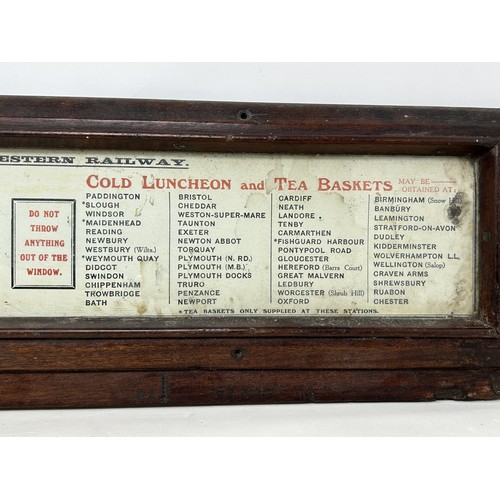 ESTERN RAILWAY.
COLD LUNCHEON AND TEA BASKETS MAY BE OBTAINED AT:
DO NOT
THROW
ANYTHING
OUT OF THE
WINDOW.
PADDINGTON
*SLOUGH
WINDSOR
*MAIDENHEAD
READING
NEWBURY
WESTBURY (Wilts.)
*WEYMOUTH QUAY
DIDCOT
SWINDON
CHIPPENHAM
TROWBRIDGE
BATH
BRISTOL
CHEDDAR
WESTON-SUPER-MARE
TAUNTON
EXETER
NEWTON ABBOT
TORQUAY
PLYMOUTH (N. RD.)
PLYMOUTH (M.B.)
PLYMOUTH DOCKS
TRURO
PENZANCE
NEWPORT
CARDIFF
NEATH
LANDORE
TENBY
CARMARTHEN
*FISHGUARD HARBOUR
PONTYPOOL ROAD
GLOUCESTER
HEREFORD (Barrs Court)
GREAT MALVERN
LEDBURY
WORCESTER (Shrub Hill)
OXFORD
BIRMINGHAM (Snow Hill)
BANBURY
LEAMINGTON
STRATFORD-ON-AVON
DUDLEY
KIDDERMINSTER
WOLVERHAMPTON L.L.
WELLINGTON (Salop)
CRAVEN ARMS
SHREWSBURY
RUABON
CHESTER
*TEA BASKETS ONLY SUPPLIED AT THESE STATIONS.